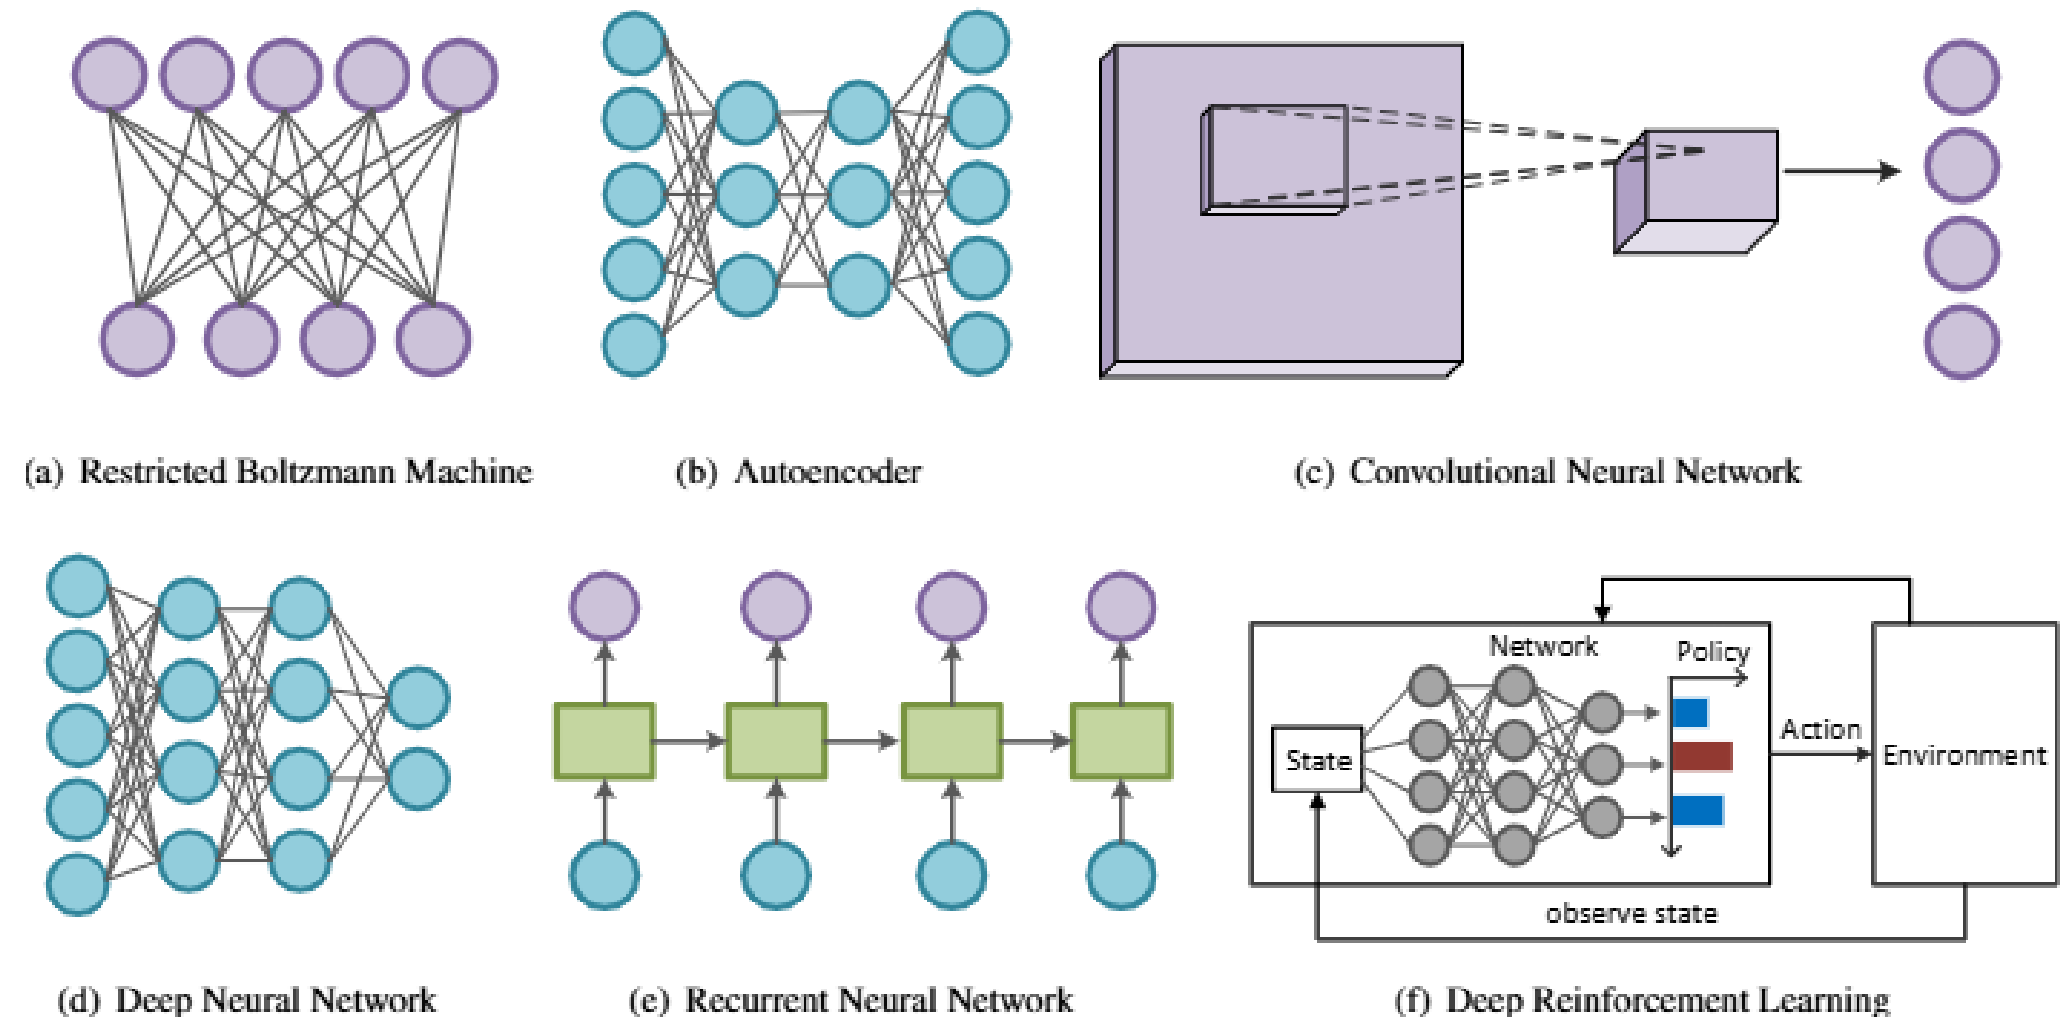 (a) Restricted Boltzmann Machine
(b) Autoencoder
(c) Convolutional Neural Network
Network
Policy
State
Action
Environment
observe state
(d) Deep Neural Network
(e) Recurrent Neural Network
(f) Deep Reinforcement Learning